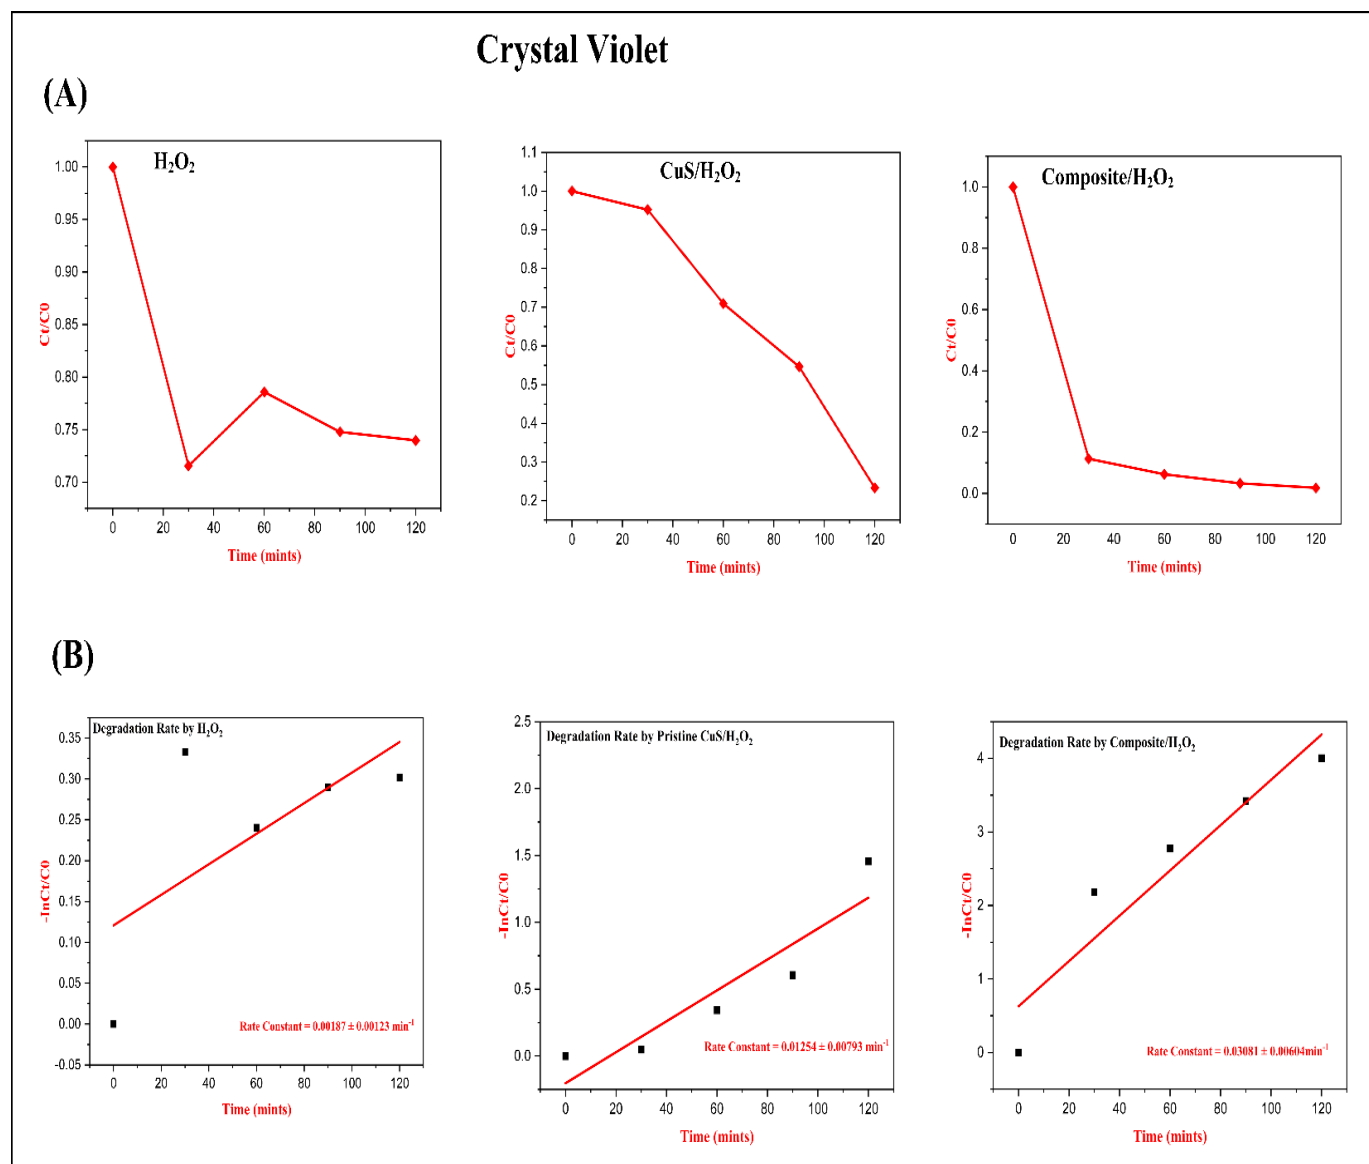 Crystal Violet
(A)
H₂O₂
1.00
0.95
0.90
0.85
0.80
0.75
0.70
Ct/C0
0 20 40 60 80 100 120
Time (mints)
CuS/H₂O₂
1.1
1.0
0.9
0.8
0.7
0.6
0.5
0.4
0.3
0.2
Ct/C0
0 20 40 60 80 100 120
Time (mints)
Composite/H₂O₂
1.0
0.8
0.6
0.4
0.2
0.0
Ct/C0
0 20 40 60 80 100 120
Time (mints)
(B)
Degradation Rate by H₂O₂
0.35
0.30
0.25
0.20
0.15
0.10
0.05
0.00
-0.05
-InCt/C0
Rate Constant = 0.00187 ± 0.00123 min⁻¹
0 20 40 60 80 100 120
Time (mints)
Degradation Rate by Pristine CuS/H₂O₂
2.5
2.0
1.5
1.0
0.5
0.0
-InCt/C0
Rate Constant = 0.01254 ± 0.00793 min⁻¹
0 20 40 60 80 100 120
Time (mints)
Degradation Rate by Composite/H₂O₂
4
3
2
1
0
-InCt/C0
Rate Constant = 0.03081 ± 0.00604min⁻¹
0 20 40 60 80 100 120
Time (mints)